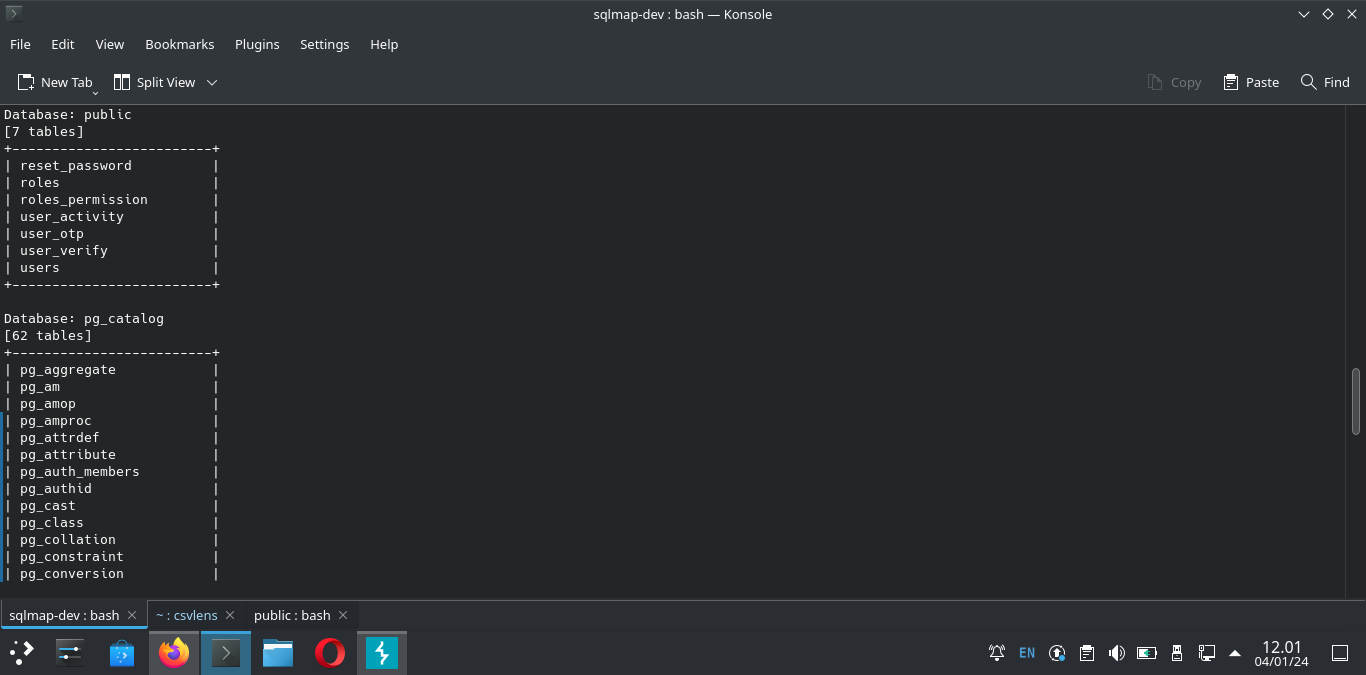 sqlmap-dev : bash — Konsole
File Edit View Bookmarks Plugins Settings Help
New Tab Split View Copy Paste Find
Database: public
[7 tables]
+-------------------------+
| reset_password          |
| roles                   |
| roles_permission        |
| user_activity           |
| user_otp                |
| user_verify             |
| users                   |
+-------------------------+
Database: pg_catalog
[62 tables]
+-------------------------+
| pg_aggregate            |
| pg_am                   |
| pg_amop                 |
| pg_amproc               |
| pg_attrdef              |
| pg_attribute            |
| pg_auth_members         |
| pg_authid               |
| pg_cast                 |
| pg_class                |
| pg_collation            |
| pg_constraint           |
| pg_conversion           |
sqlmap-dev : bash ~ : csvlens public : bash
EN 12.01
04/01/24